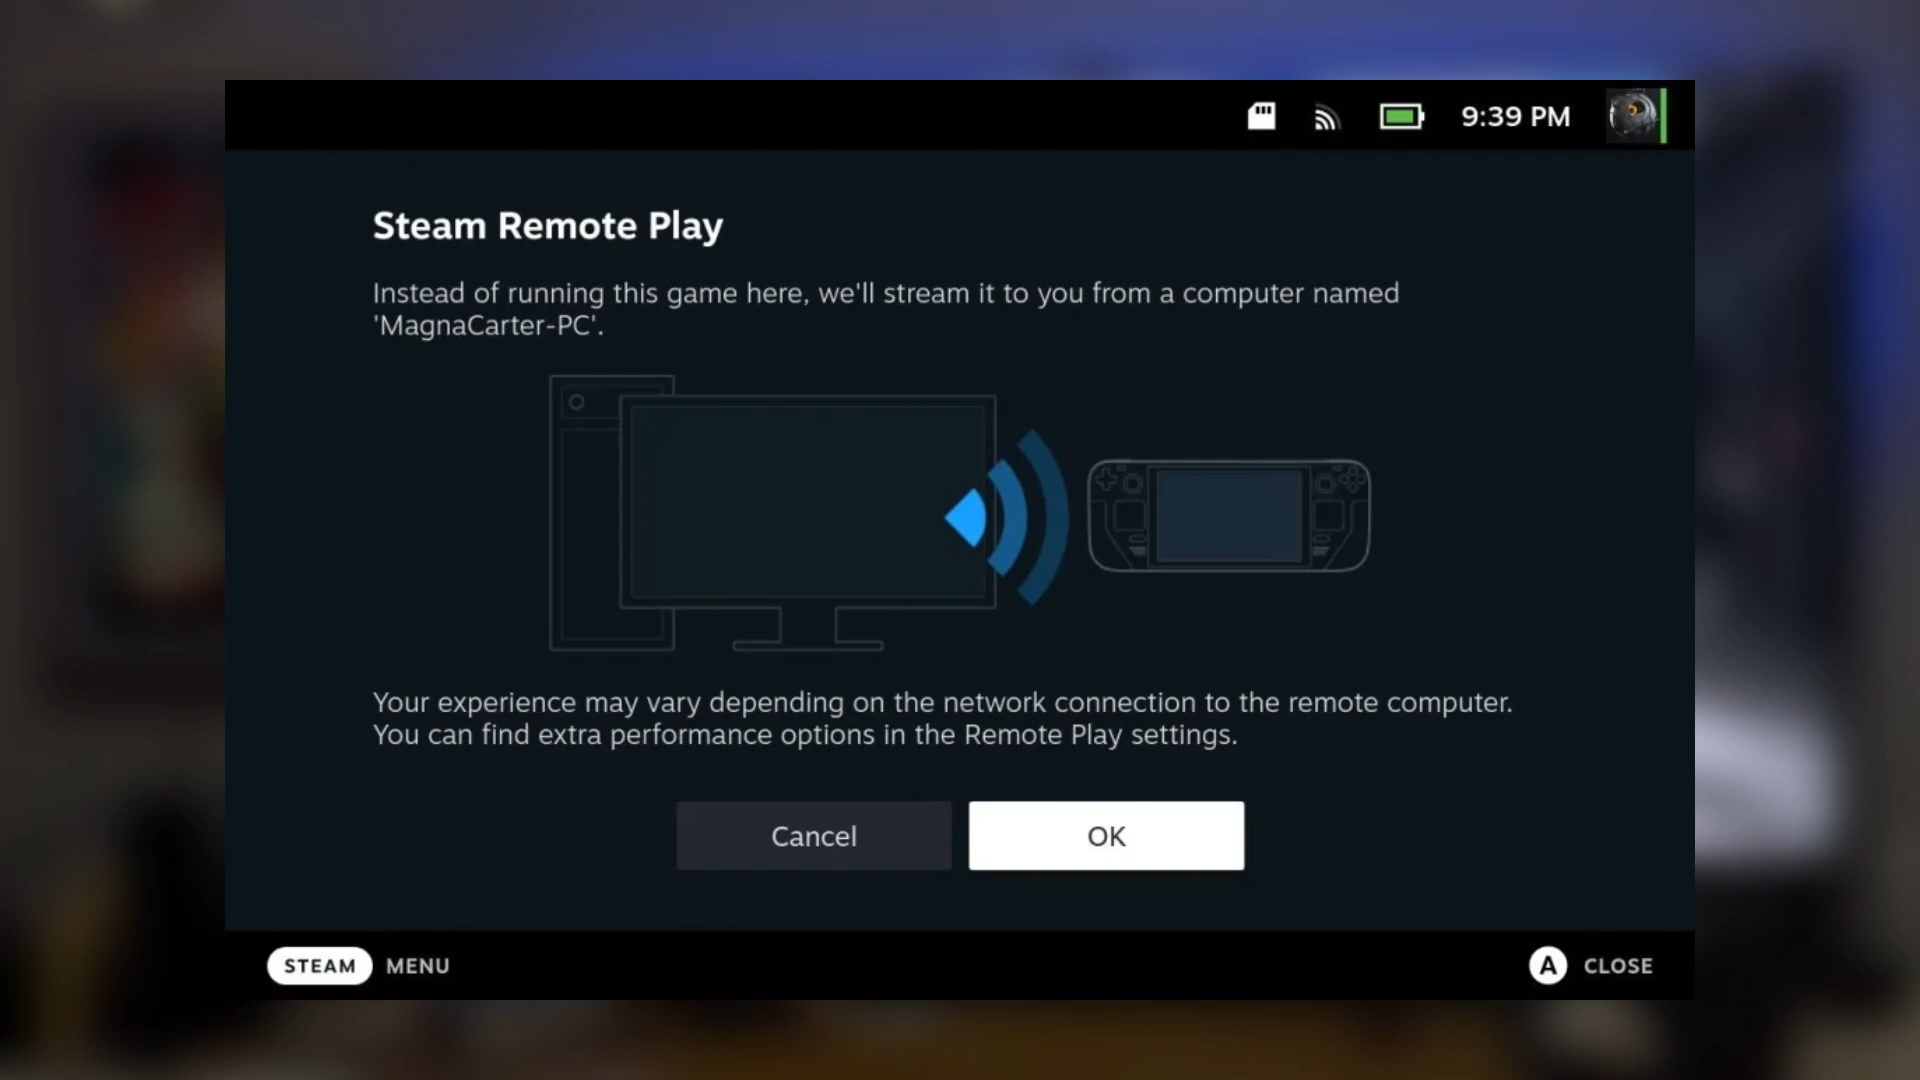 9:39 PM
Steam Remote Play
Instead of running this game here, we'll stream it to you from a computer named
'MagnaCarter-PC'.
Your experience may vary depending on the network connection to the remote computer.
You can find extra performance options in the Remote Play settings.
Cancel
OK
STEAM MENU
A CLOSE